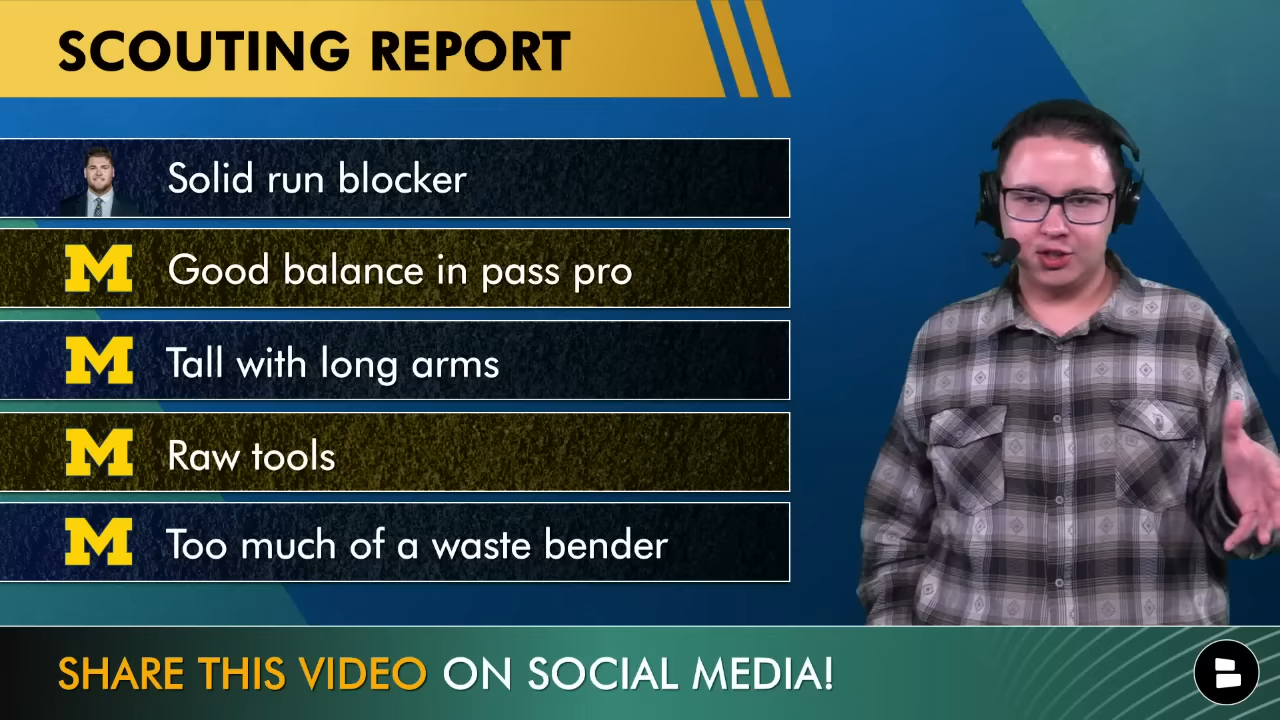 SCOUTING REPORT
Solid run blocker
M Good balance in pass pro
M Tall with long arms
M Raw tools
M Too much of a waste bender
SHARE THIS VIDEO ON SOCIAL MEDIA!